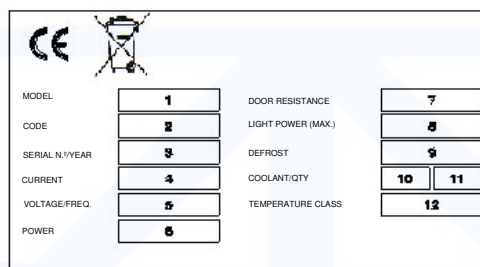 CE
MODEL 1
CODE 2
SERIAL N.º/YEAR 3
CURRENT 4
VOLTAGE/FREQ. 5
POWER 6
DOOR RESISTANCE 7
LIGHT POWER (MAX.) 8
DEFROST 9
COOLANT/QTY 10 11
TEMPERATURE CLASS 12